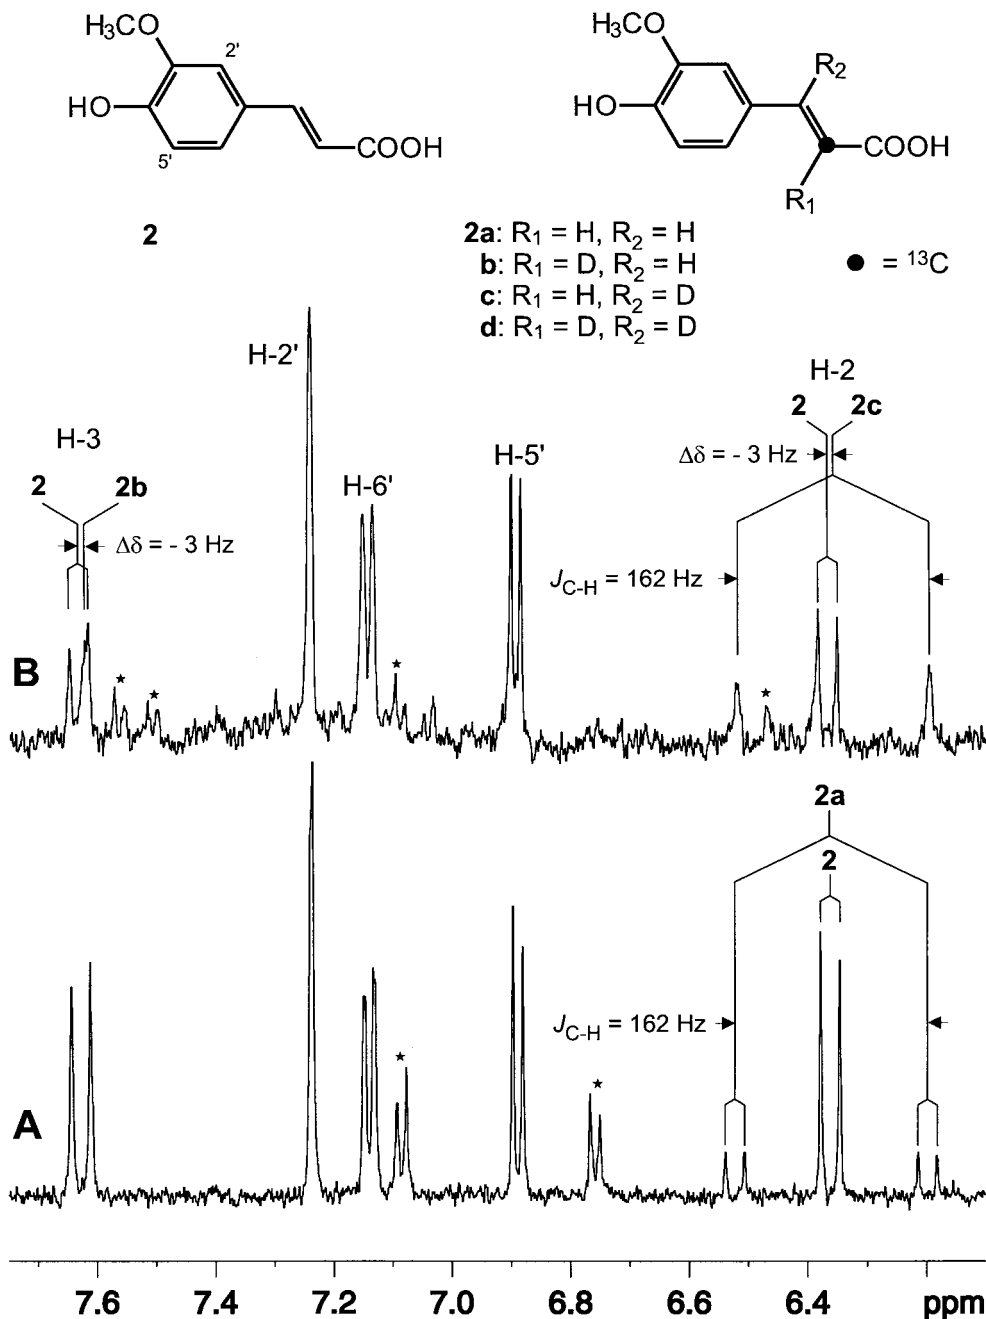 H₃CO
2'
HO
5'
COOH
2
H₃CO
R₂
HO
COOH
R₁
2a: R₁ = H, R₂ = H
b: R₁ = D, R₂ = H
c: R₁ = H, R₂ = D
d: R₁ = D, R₂ = D
● = ¹³C
H-3
2 2b
Δδ = - 3 Hz
H-2'
H-6'
H-5'
H-2
2 2c
Δδ = - 3 Hz
J C-H = 162 Hz
B
★ ★ ★ ★
2a
2
J C-H = 162 Hz
A
★ ★
7.6 7.4 7.2 7.0 6.8 6.6 6.4 ppm